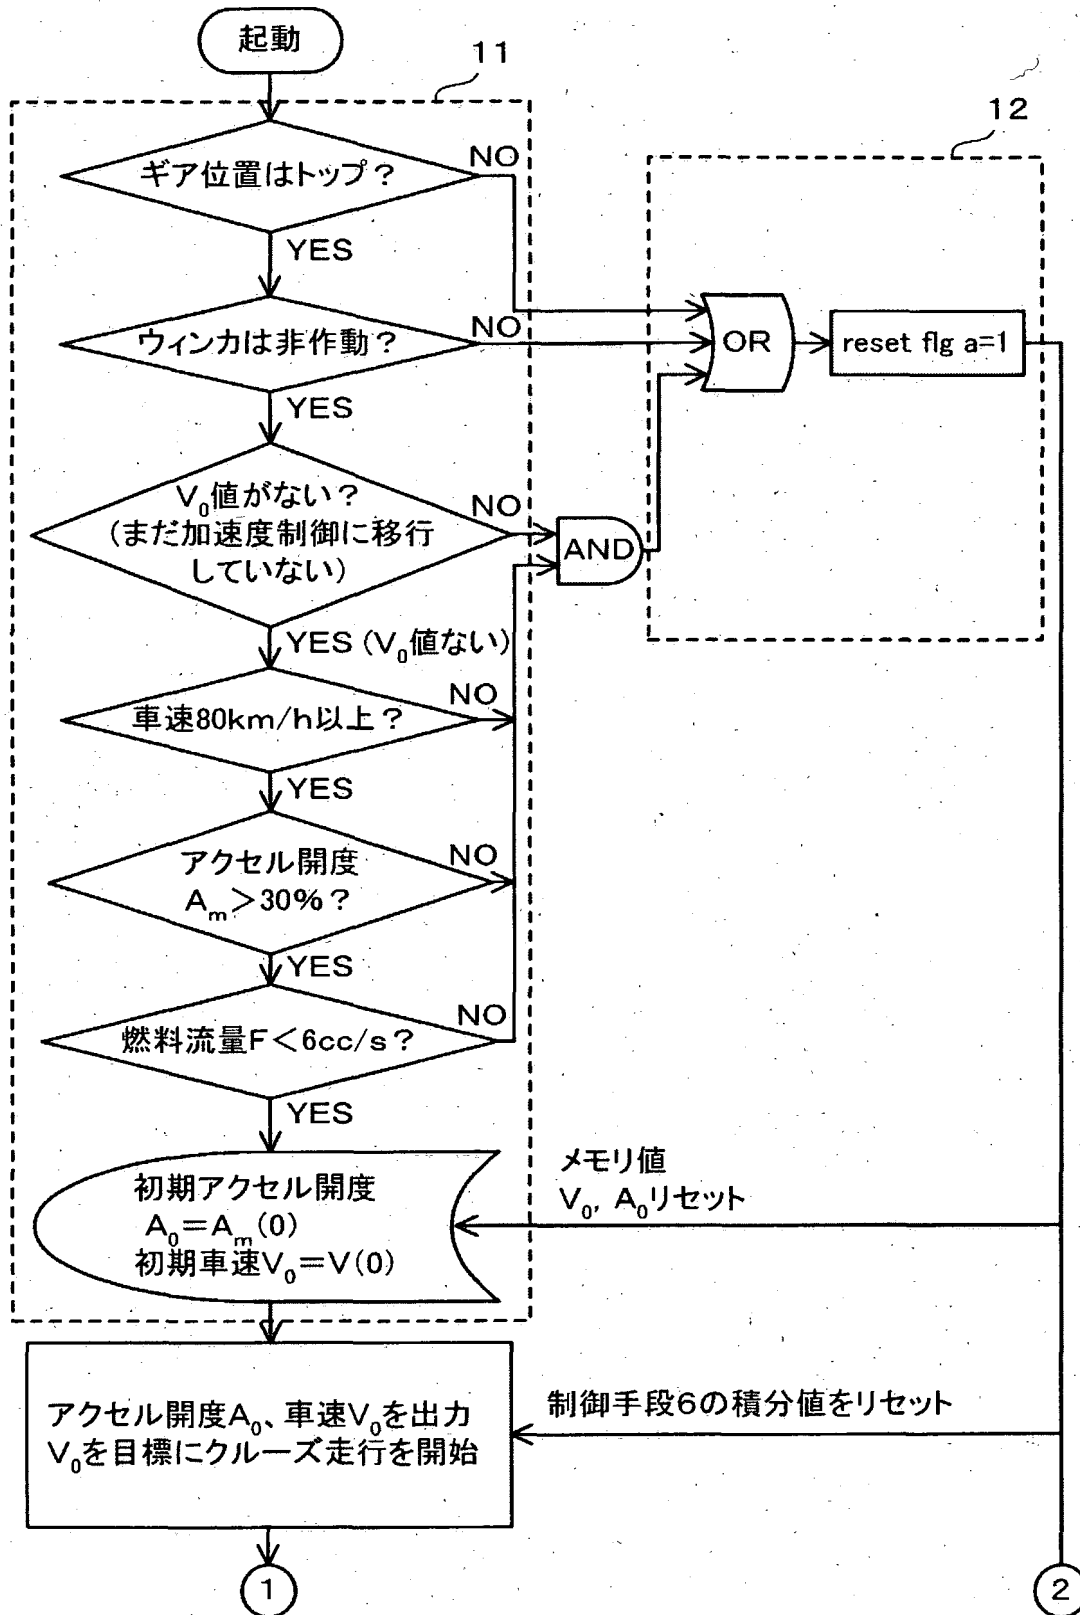 起動
11
12
ギア位置はトップ？
NO
YES
ウィンカは非作動？
NO
OR
reset flg a=1
YES
V₀値がない？
(まだ加速度制御に移行
していない)
NO
AND
YES (V₀値ない)
車速80km/h以上？
NO
YES
アクセル開度
Aₘ＞30%？
NO
YES
燃料流量F＜6cc/s？
NO
YES
初期アクセル開度
A₀＝Aₘ(0)
初期車速V₀＝V(0)
メモリ値
V₀, A₀リセット
アクセル開度A₀、車速V₀を出力
V₀を目標にクルーズ走行を開始
制御手段6の積分値をリセット
1
2